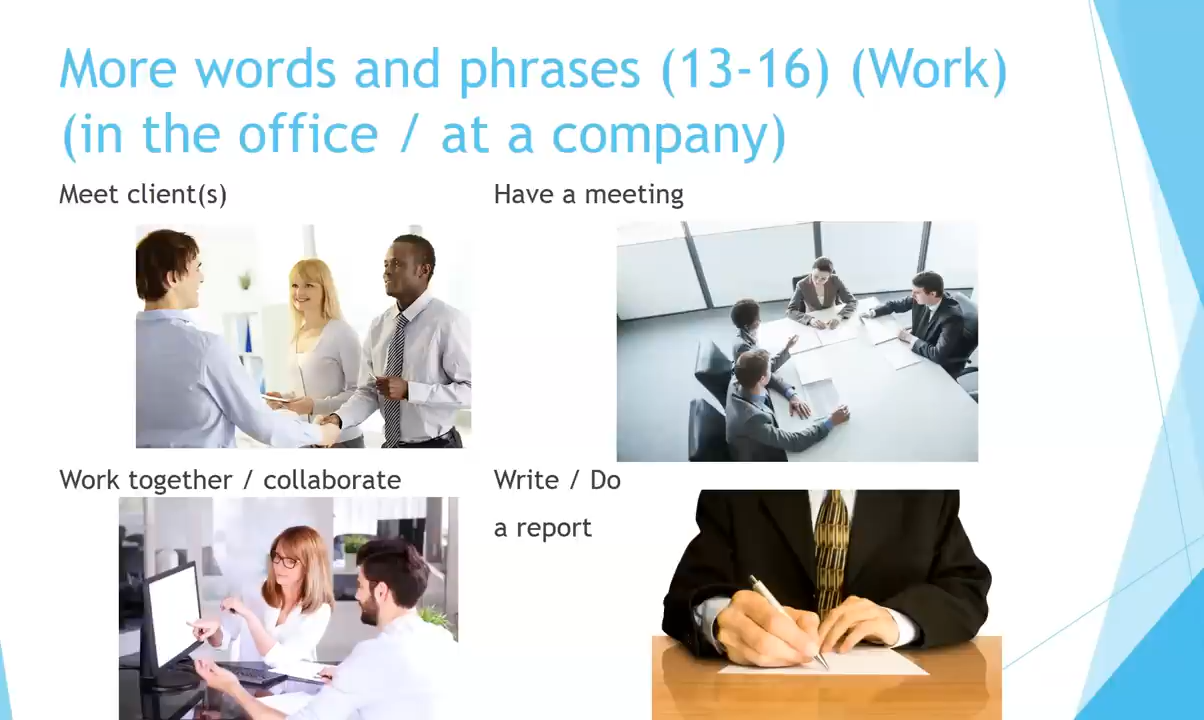 More words and phrases (13-16) (Work)
(in the office / at a company)
Meet client(s)
Have a meeting
Work together / collaborate
Write / Do
a report